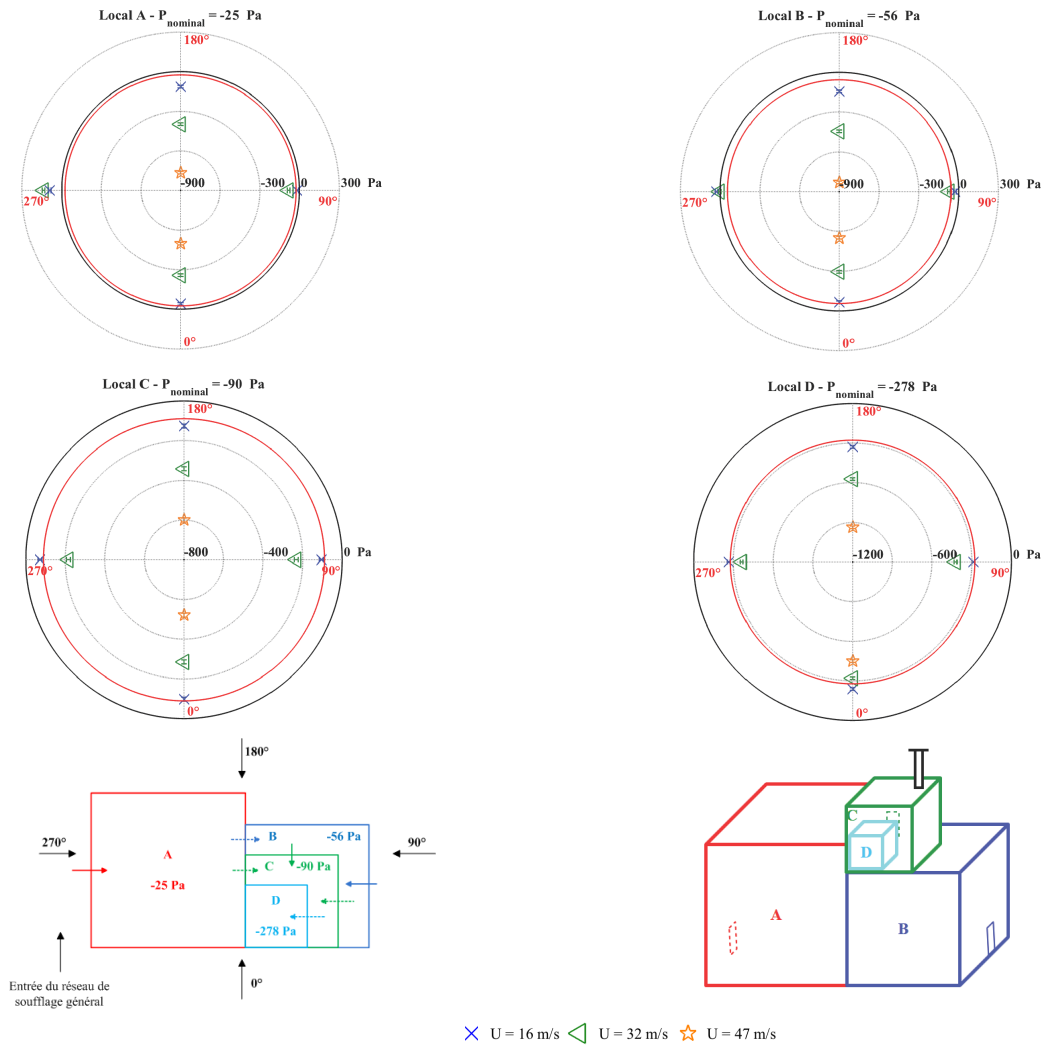 Local A - P nominal = -25 Pa
180°
-900
-300
0
300 Pa
270°
90°
0°
Local B - P nominal = -56 Pa
180°
-900
-300
0
300 Pa
270°
90°
0°
Local C - P nominal = -90 Pa
180°
-800
-400
0 Pa
270°
90°
0°
Local D - P nominal = -278 Pa
180°
-1200
-600
0 Pa
270°
90°
0°
180°
270°
90°
A
-25 Pa
B
-56 Pa
C
-90 Pa
D
-278 Pa
0°
Entrée du réseau de
soufflage général
C
D
A
B
U = 16 m/s
U = 32 m/s
U = 47 m/s